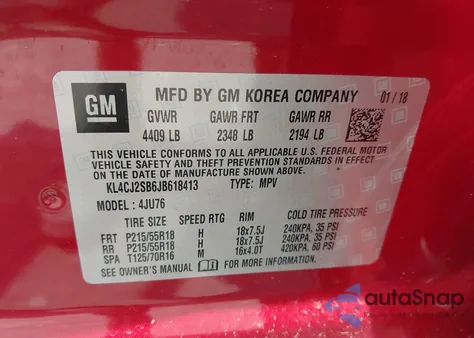 GM
MFD BY GM KOREA COMPANY 01 / 18
GVWR GAWR FRT GAWR RR
4409 LB 2348 LB 2194 LB
THIS VEHICLE CONFORMS TO ALL APPLICABLE U.S. FEDERAL MOTOR
VEHICLE SAFETY AND THEFT PREVENTION STANDARDS IN EFFECT
ON THE DATE OF MANUFACTURE SHOWN ABOVE.
KL4CJ2SB6JB618413 TYPE: MPV
MODEL : 4JU76
TIRE SIZE SPEED RTG RIM COLD TIRE PRESSURE
FRT P215/55R18 H 18x7.5J 240KPA, 35 PSI
RR P215/55R18 H 18x7.5J 240KPA, 35 PSI
SPA T125/70R16 M 16x4.0T 420KPA, 60 PSI
SEE OWNER'S MANUAL FOR MORE INFORMATION
autoSnap